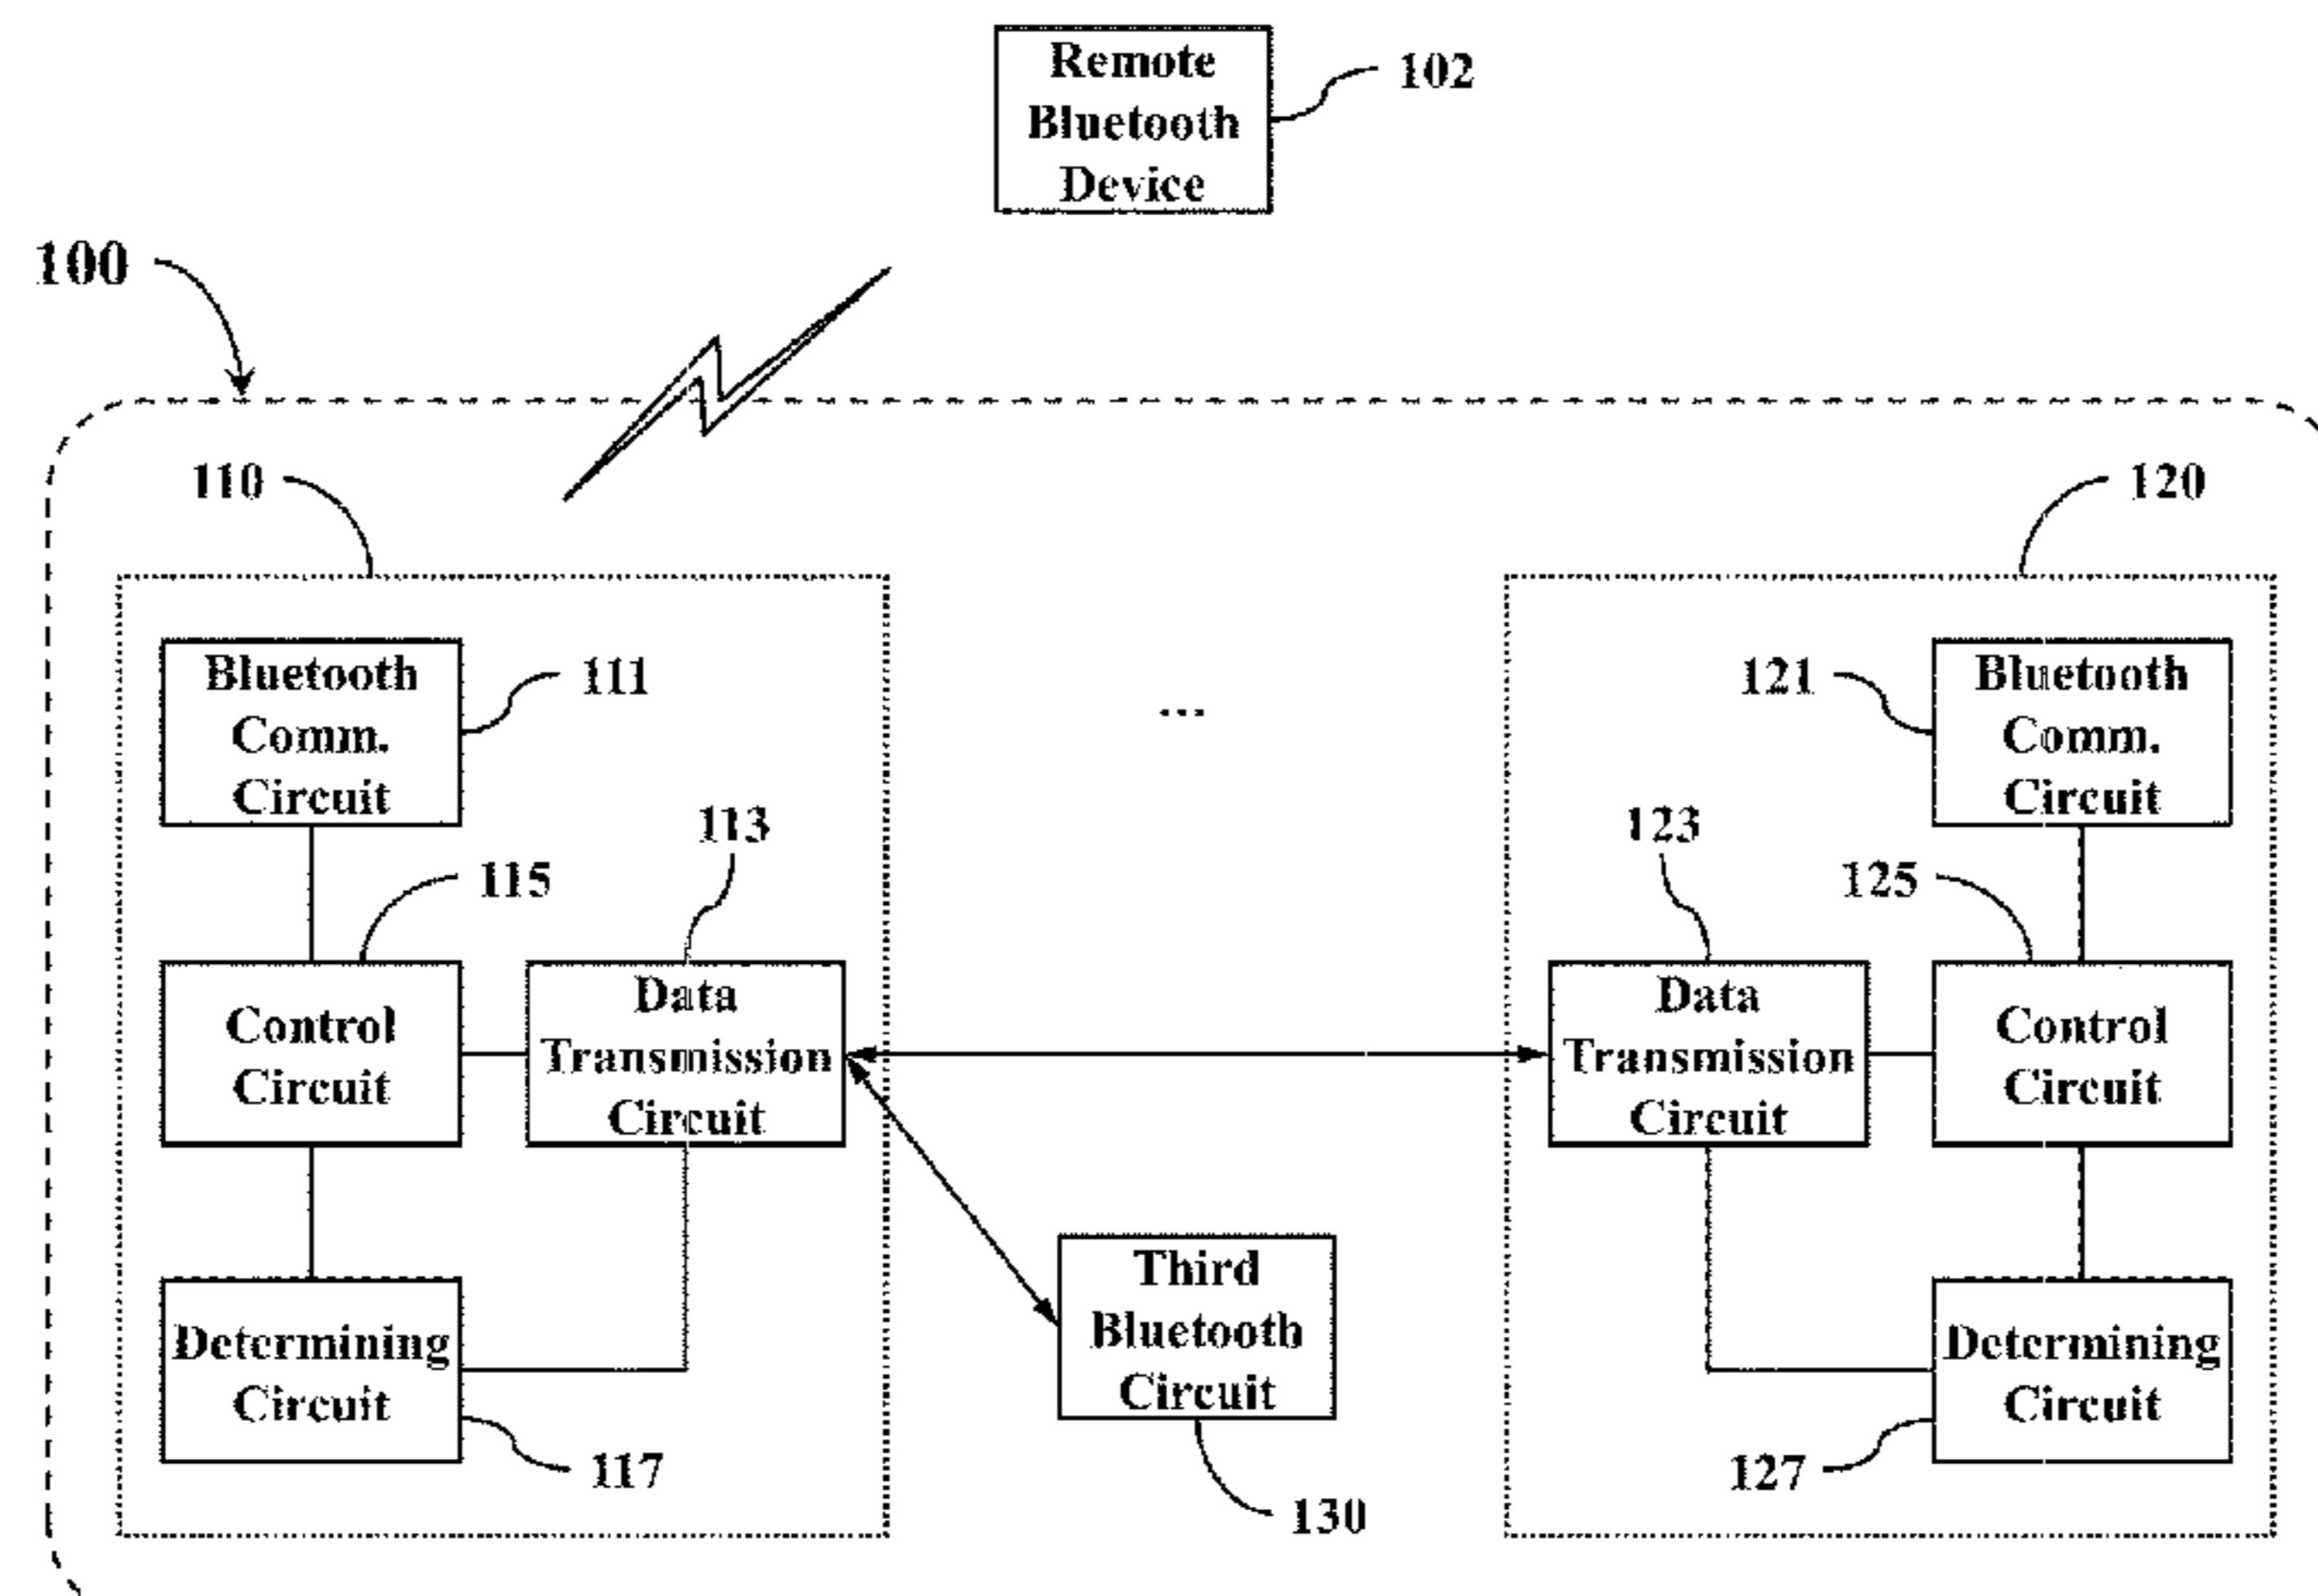 Remote
Bluetooth
Device
102
100
110
120
Bluetooth
Comm.
Circuit
111
...
121
Bluetooth
Comm.
Circuit
113
123
115
125
Control
Circuit
Data
Transmission
Circuit
Data
Transmission
Circuit
Control
Circuit
Third
Bluetooth
Circuit
Determining
Circuit
Determining
Circuit
117
127
130